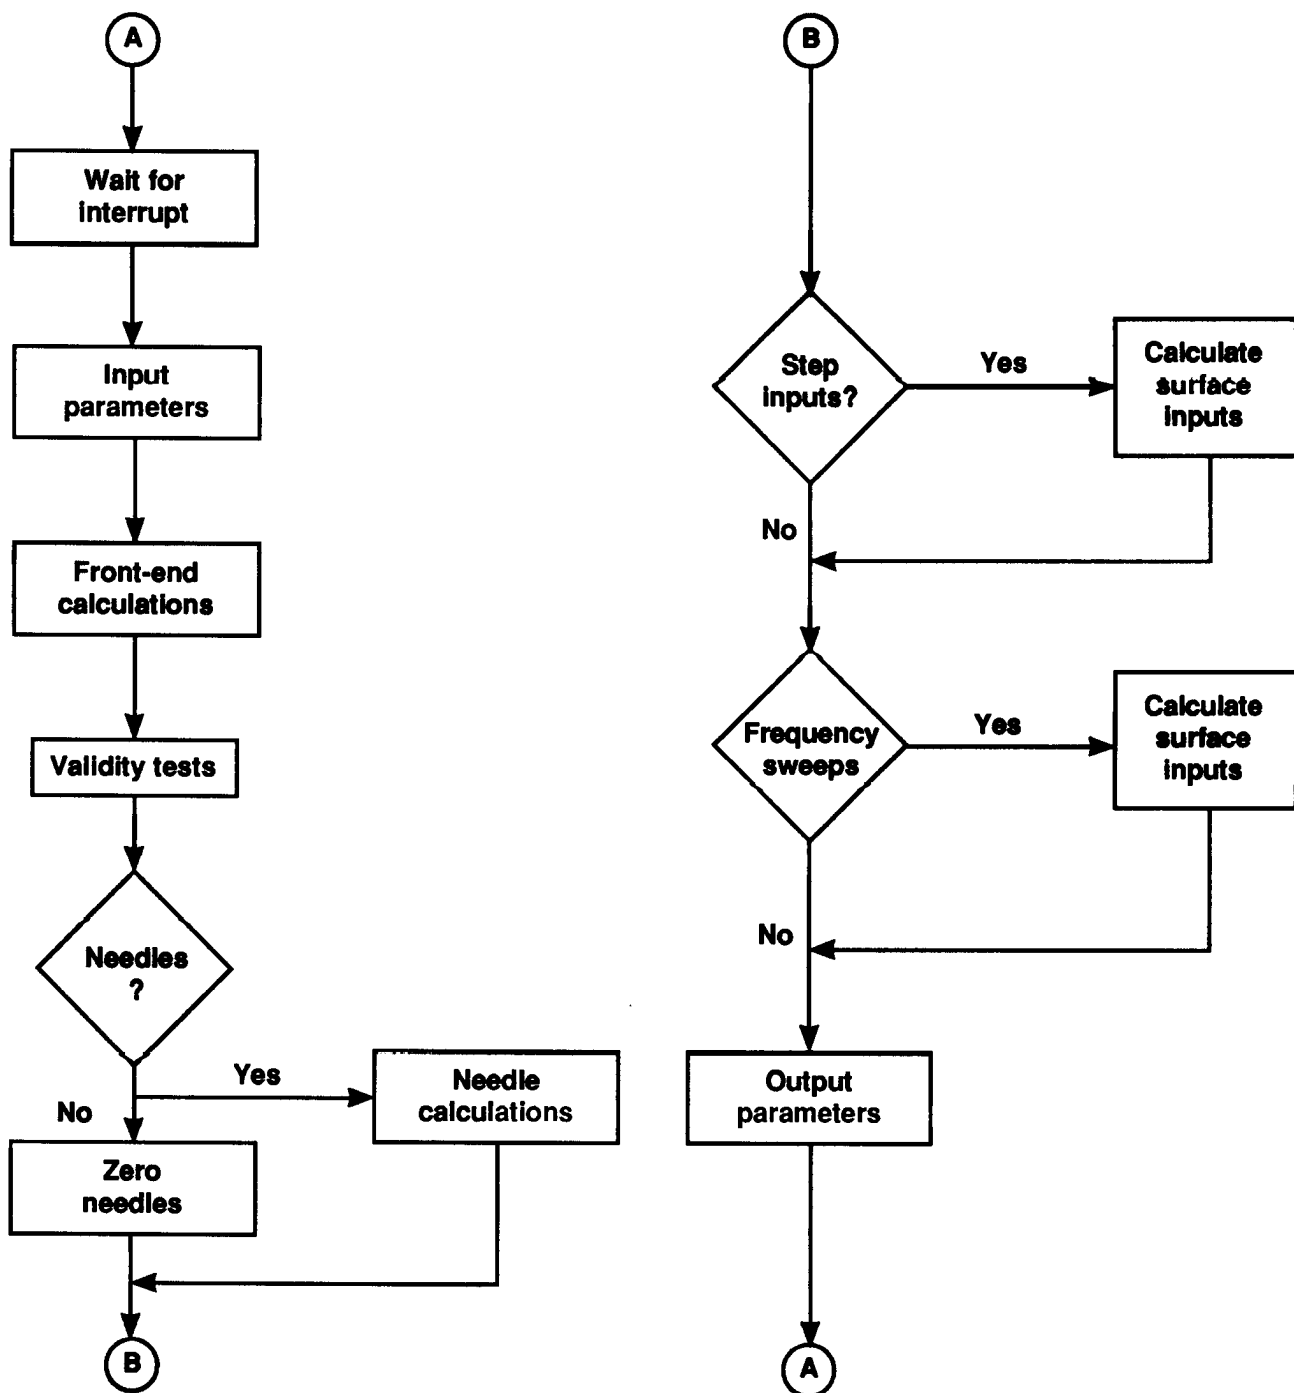 A
Wait for
interrupt
Input
parameters
Front-end
calculations
Validity tests
Needles
?
Yes
No
Needle
calculations
Zero
needles
B
B
Step
inputs?
Yes
Calculate
surface
inputs
No
Frequency
sweeps
Yes
Calculate
surface
inputs
No
Output
parameters
A